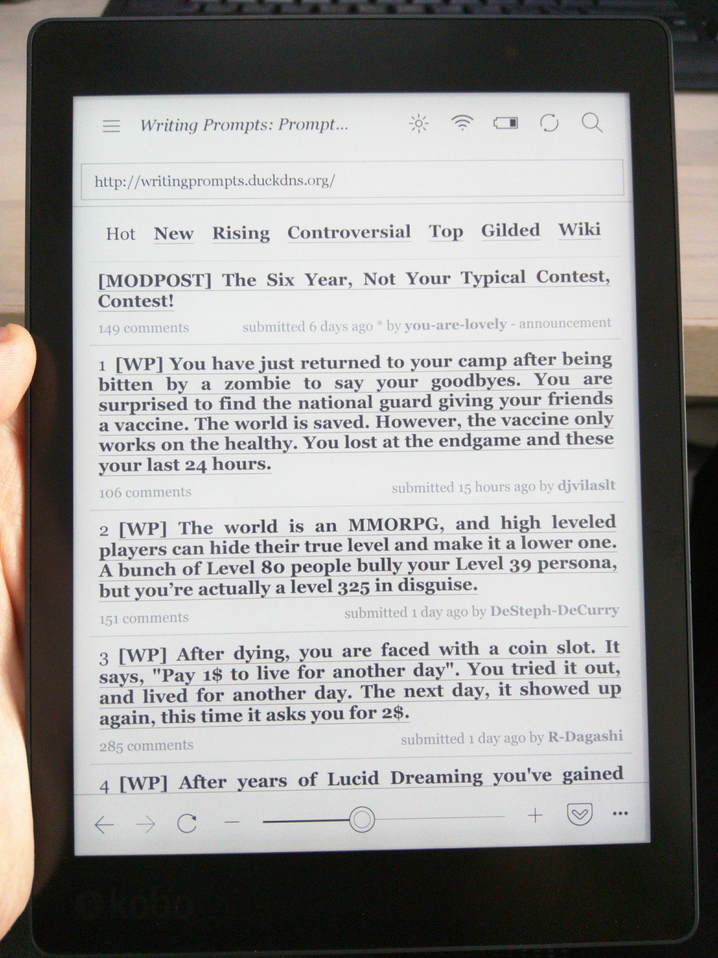 Writing Prompts: Prompt...
http://writingprompts.duckdns.org/
Hot New Rising Controversial Top Gilded Wiki
[MODPOST] The Six Year, Not Your Typical Contest,
Contest!
149 comments submitted 6 days ago * by you-are-lovely - announcement
1 [WP] You have just returned to your camp after being
bitten by a zombie to say your goodbyes. You are
surprised to find the national guard giving your friends
a vaccine. The world is saved. However, the vaccine only
works on the healthy. You lost at the endgame and these
your last 24 hours.
106 comments submitted 15 hours ago by djvilaslt
2 [WP] The world is an MMORPG, and high leveled
players can hide their true level and make it a lower one.
A bunch of Level 80 people bully your Level 39 persona,
but you’re actually a level 325 in disguise.
151 comments submitted 1 day ago by DeSteph-DeCurry
3 [WP] After dying, you are faced with a coin slot. It
says, "Pay 1$ to live for another day". You tried it out,
and lived for another day. The next day, it showed up
again, this time it asks you for 2$.
285 comments submitted 1 day ago by R-Dagashi
4 [WP] After years of Lucid Dreaming you've gained
kobo